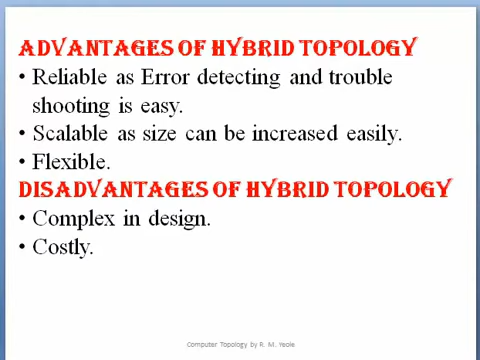 ADVANTAGES OF HYBRID TOPOLOGY
• Reliable as Error detecting and trouble
shooting is easy.
• Scalable as size can be increased easily.
• Flexible.
DISADVANTAGES OF HYBRID TOPOLOGY
• Complex in design.
• Costly.
Computer Topology by R. M. Yeole